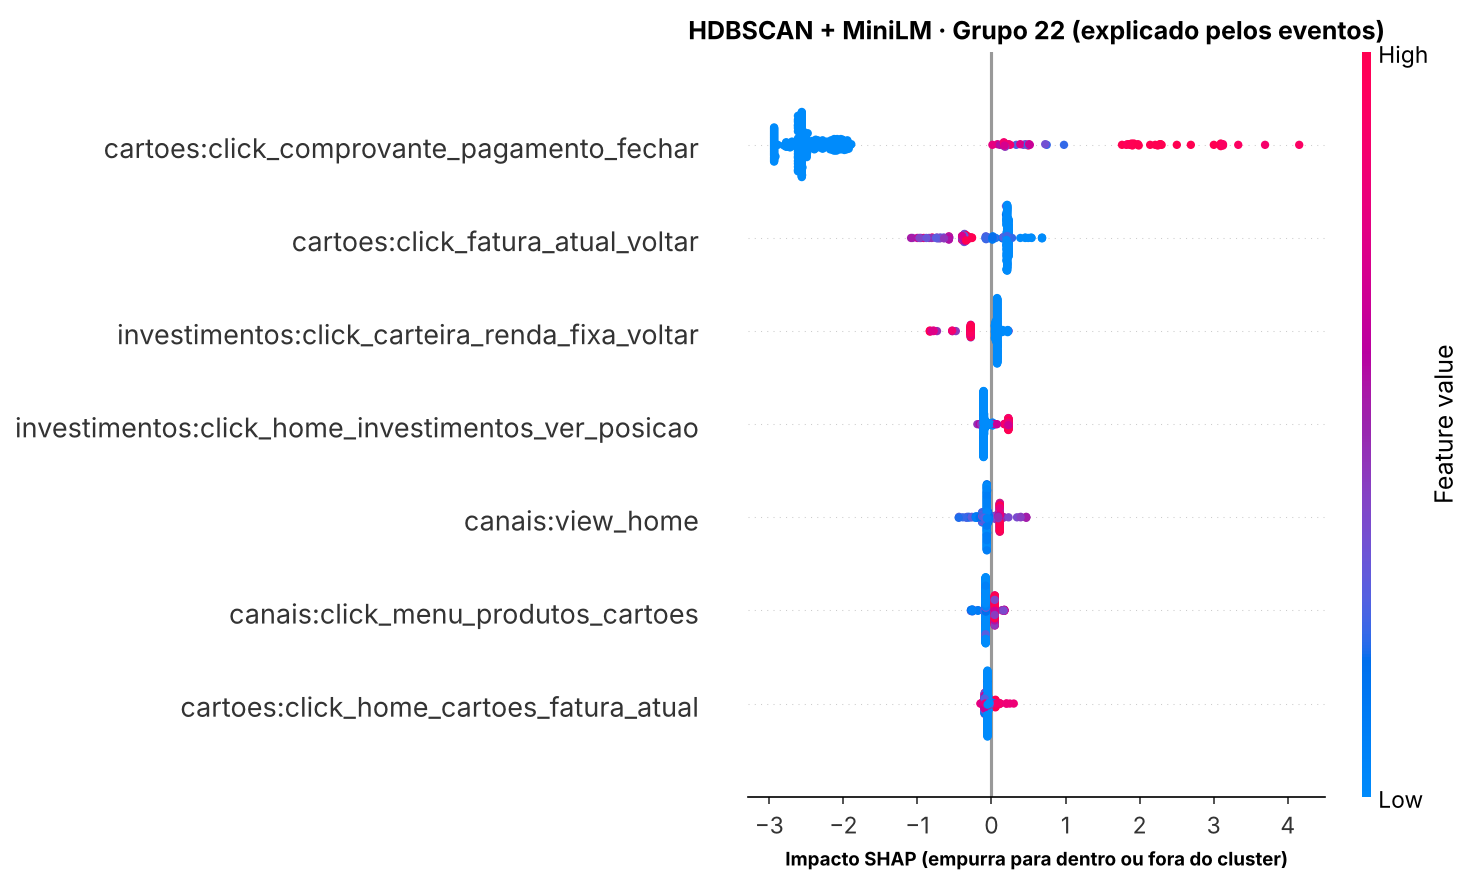 HDBSCAN + MiniLM · Grupo 22 (explicado pelos eventos)
High
cartoes:click_comprovante_pagamento_fechar
cartoes:click_fatura_atual_voltar
investimentos:click_carteira_renda_fixa_voltar
investimentos:click_home_investimentos_ver_posicao
canais:view_home
canais:click_menu_produtos_cartoes
cartoes:click_home_cartoes_fatura_atual
Feature value
Low
−3 −2 −1 0 1 2 3 4
Impacto SHAP (empurra para dentro ou fora do cluster)